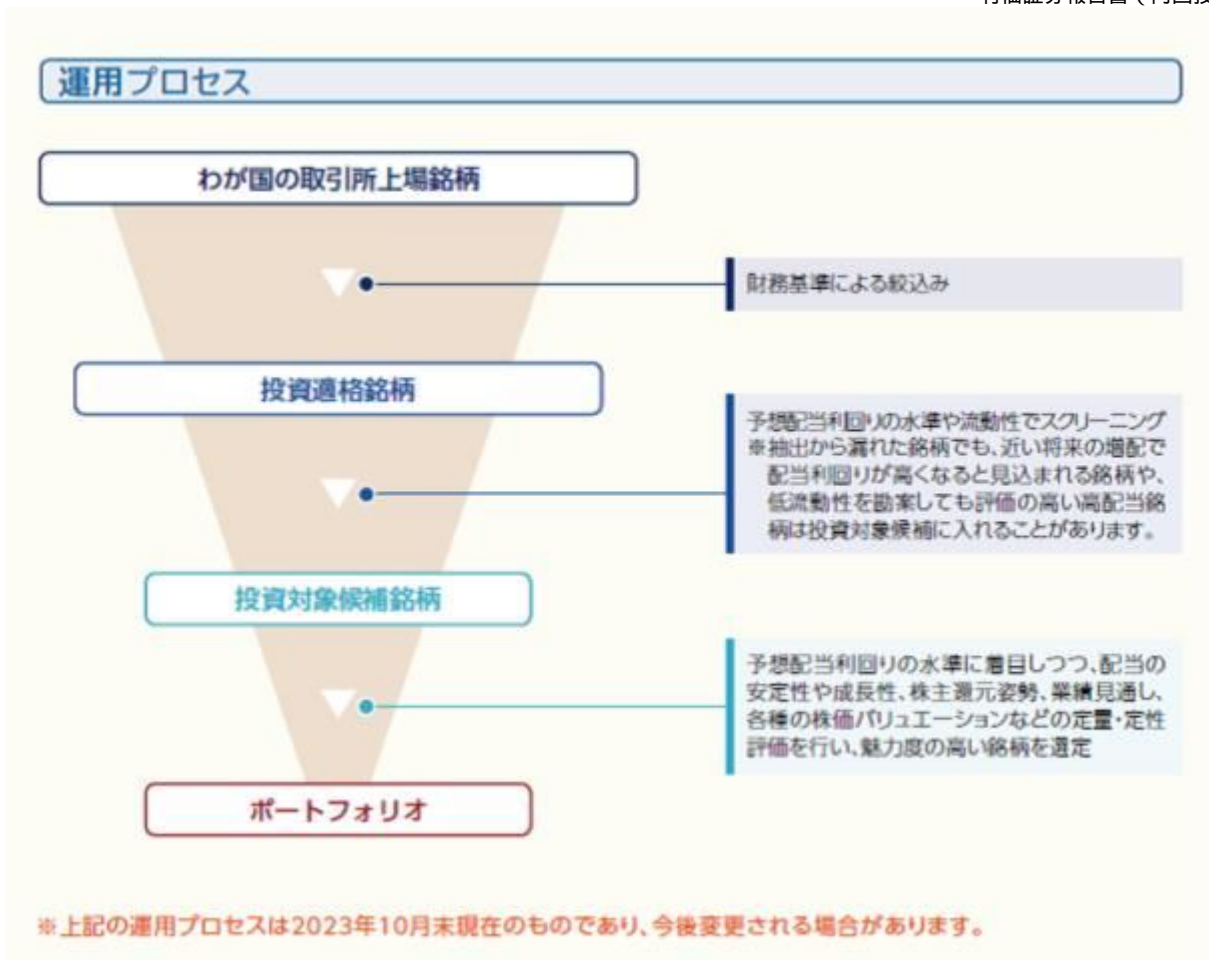 運用プロセス
わが国の取引所上場銘柄
財務基準による絞込み
投資適格銘柄
予想配当利回りの水準や流動性でスクリーニング
※抽出から漏れた銘柄でも、近い将来の増配で
配当利回りが高くなると見込まれる銘柄や、
低流動性を勘案しても評価の高い高配当銘
柄は投資対象候補に入れることがあります。
投資対象候補銘柄
予想配当利回りの水準に着目しつつ、配当の
安定性や成長性、株主還元姿勢、業績見通し、
各種の株価バリュエーションなどの定量・定性
評価を行い、魅力度の高い銘柄を選定
ポートフォリオ
※上記の運用プロセスは2023年10月末現在のものであり、今後変更される場合があります。